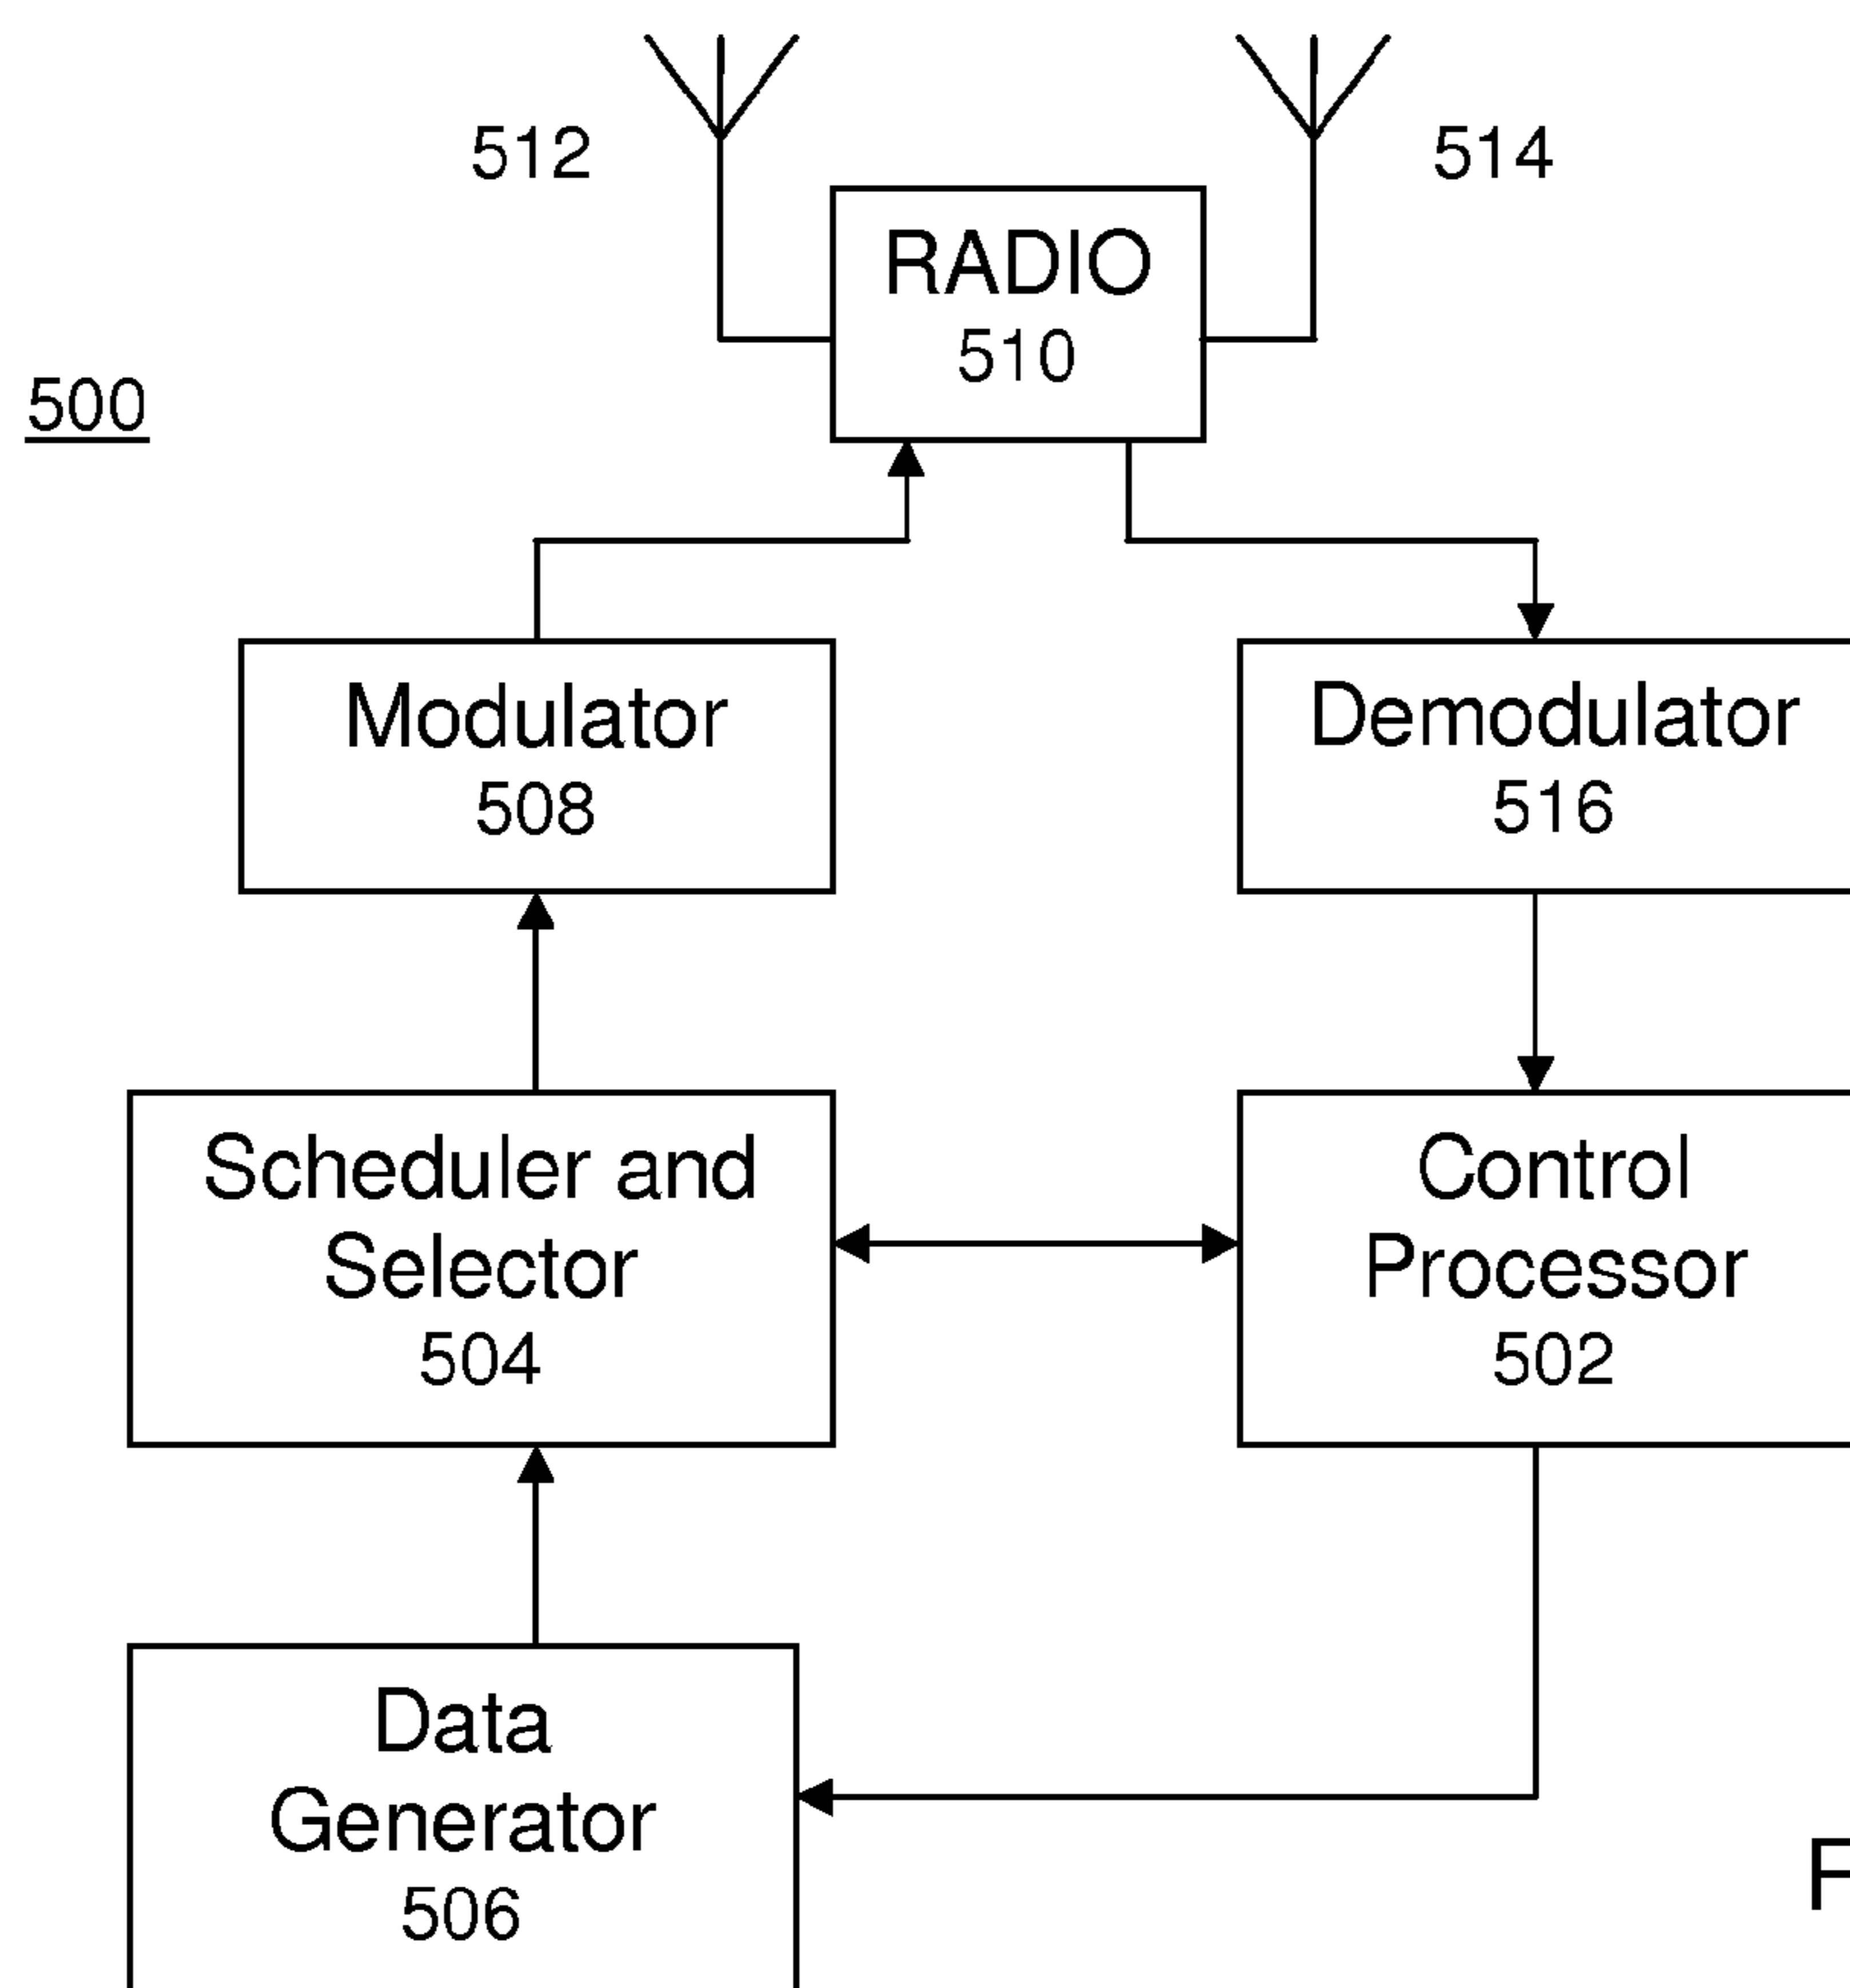 512
514
RADIO
510
500
Modulator
508
Demodulator
516
Scheduler and
Selector
504
Control
Processor
502
Data
Generator
506
F